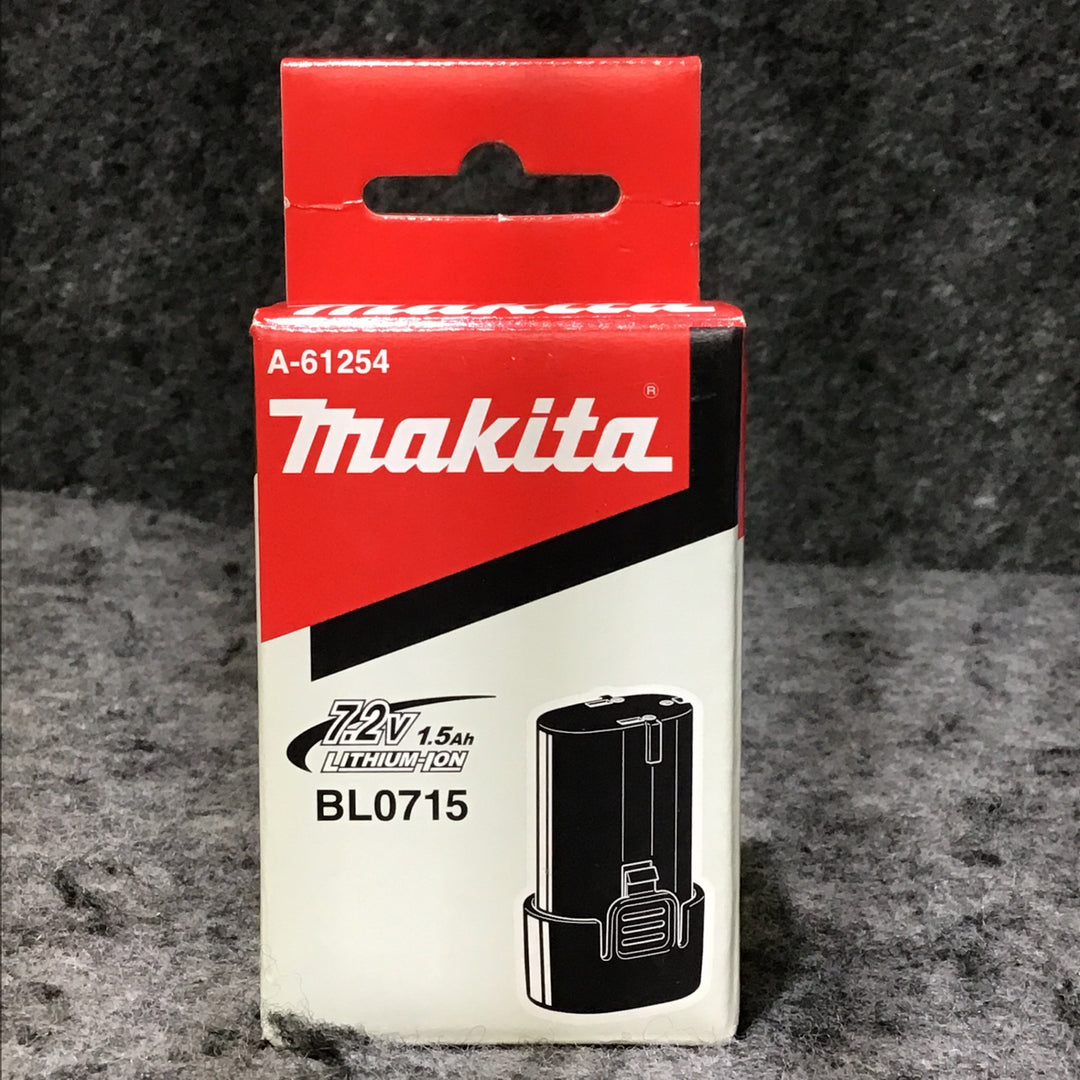 makita
A-61254
makita ®
7.2V 1.5Ah
LITHIUM-ION
BL0715